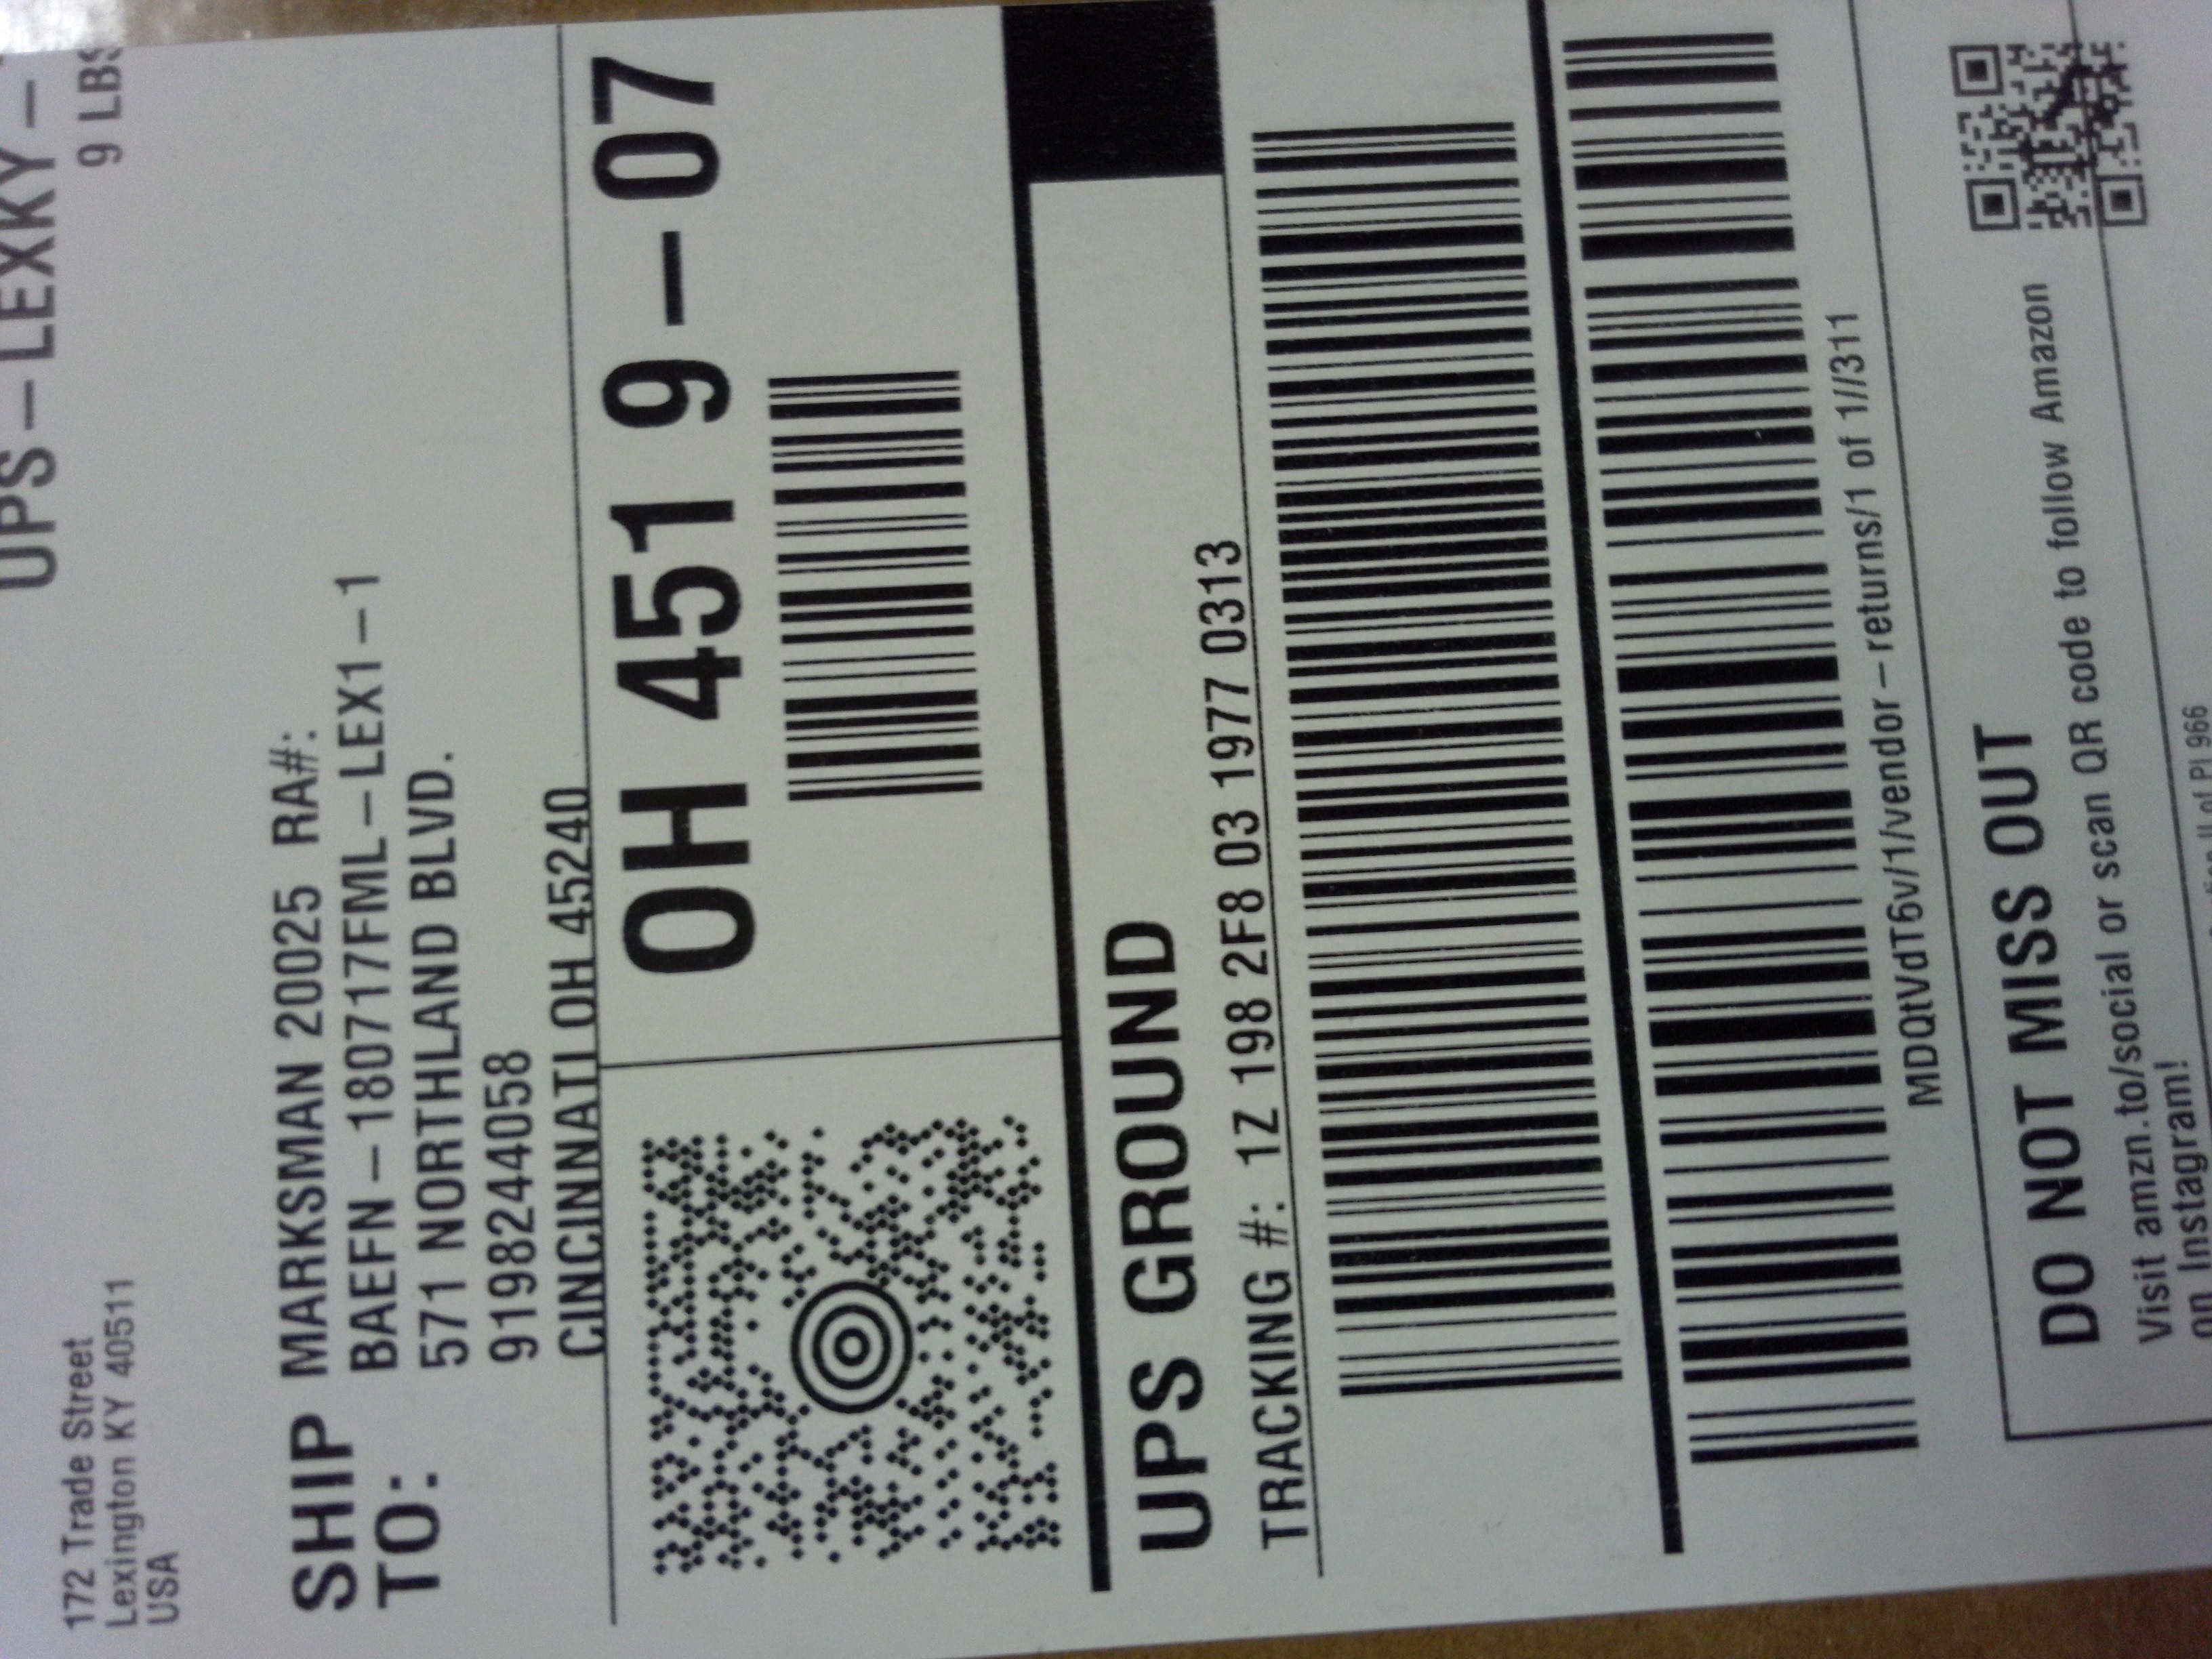 UPS-LEXKY-
9 LBS
172 Trade Street
Lexington KY 40511
USA
SHIP
TO:
MARKSMAN 20025 RA#:
BAEFN-180717FML-LEX1-1
571 NORTHLAND BLVD.
9198244058
CINCINNATI OH 45240
OH 451 9-07
UPS GROUND
TRACKING #: 1Z 198 2F8 03 1977 0313
MDQtVdT6v/1/vendor-returns/1 of 1//311
DO NOT MISS OUT
Visit amzn.to/social or scan QR code to follow Amazon
on Instagram!
of PI 966